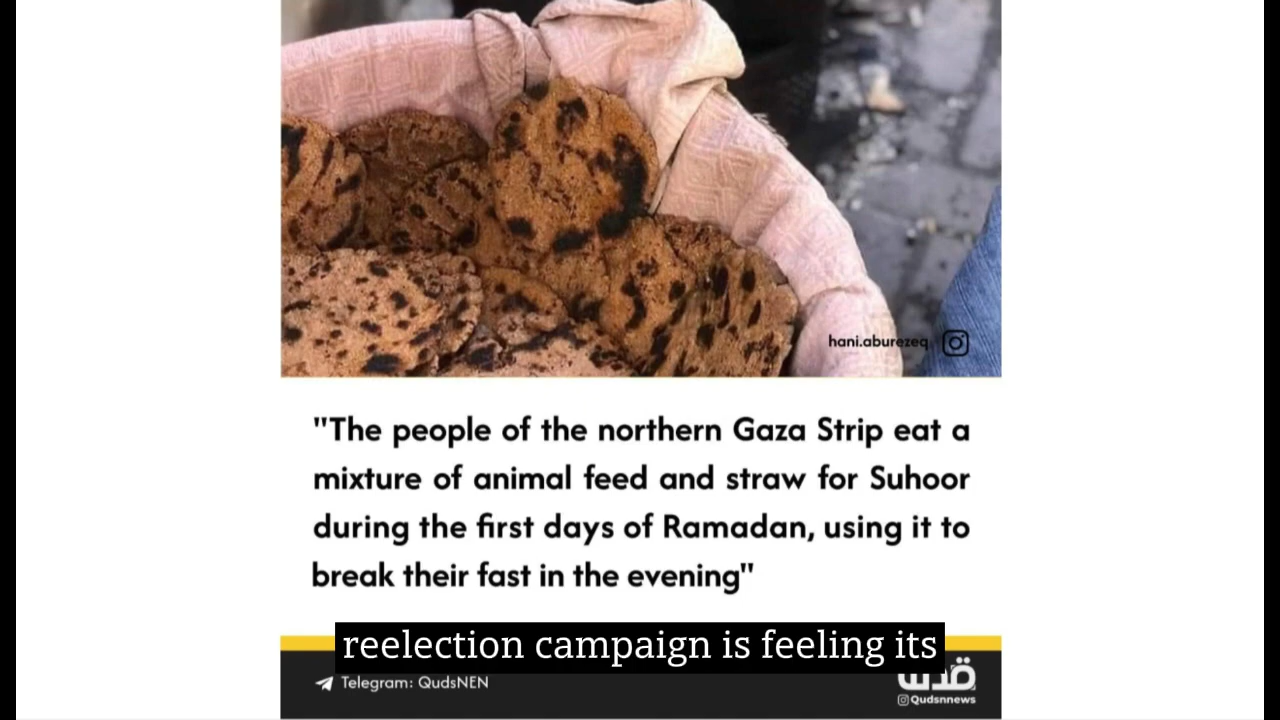 hani.aburezeq
"The people of the northern Gaza Strip eat a
mixture of animal feed and straw for Suhoor
during the first days of Ramadan, using it to
break their fast in the evening"
reelection campaign is feeling its
Telegram: QudsNEN
قدس
Qudsnnews